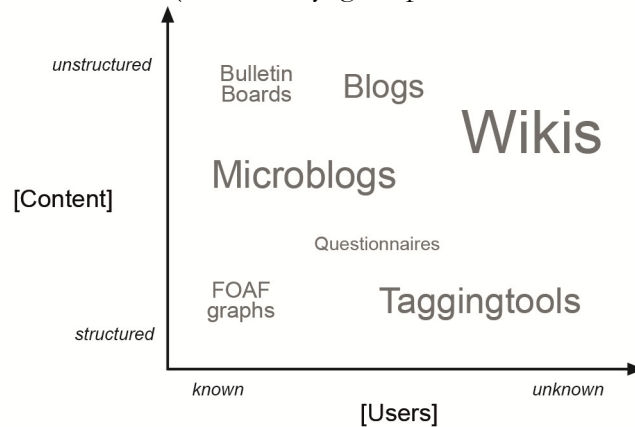 unstructured
Bulletin
Boards
Blogs
Wikis
Microblogs
[Content]
Questionnaires
FOAF
graphs
Taggingtools
structured
known
unknown
[Users]